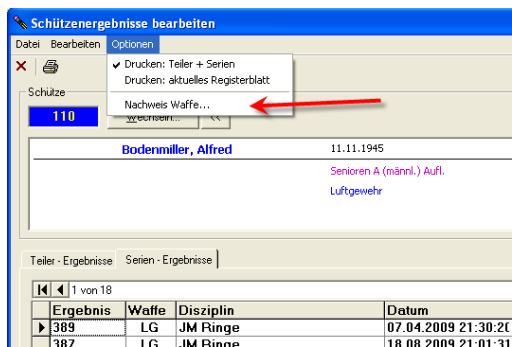 Schützenergebnisse bearbeiten
Datei Bearbeiten Optionen
Drucken: Teiler + Serien
Drucken: aktuelles Registerblatt
Nachweis Waffe...
Schütze
110 Wechseln... <<
Bodenmiller, Alfred 11.11.1945
Senioren A (männl.) Aufl.
Luftgewehr
Teiler - Ergebnisse Serien - Ergebnisse
1 von 18
Ergebnis Waffe Disziplin Datum
389 LG JM Ringe 07.04.2009 21:30:20
387 LG JM Ringe 18.08.2009 21:01:31